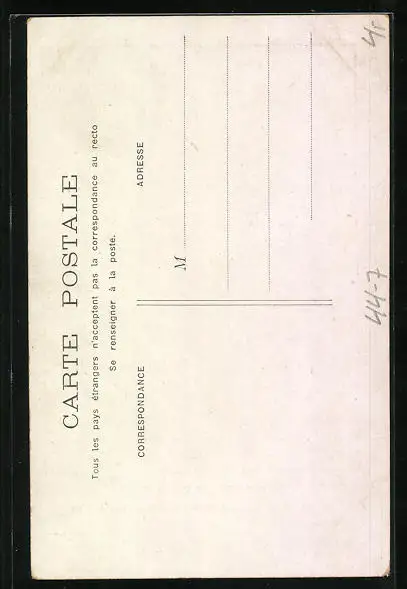 CARTE POSTALE
Tous les pays étrangers n'acceptent pas la correspondance au recto
Se renseigner à la poste.
CORRESPONDANCE
ADRESSE
M
44-7
4,-